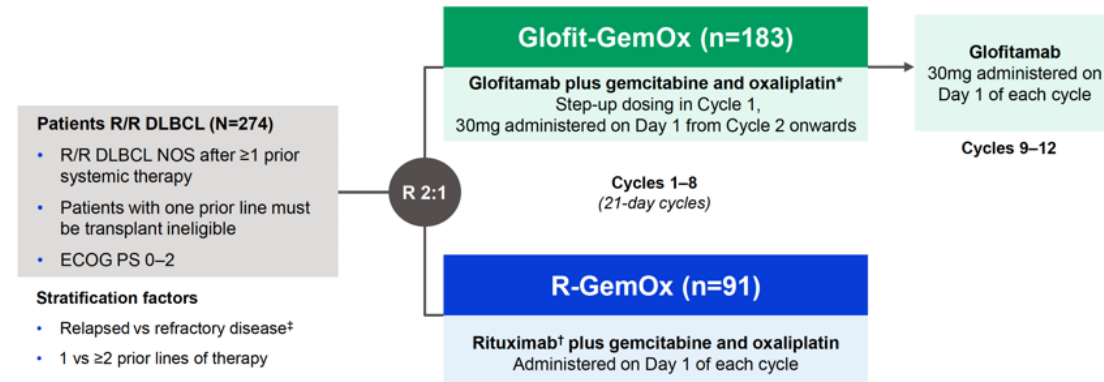 Patients R/R DLBCL (N=274)
• R/R DLBCL NOS after ≥1 prior
systemic therapy
• Patients with one prior line must
be transplant ineligible
• ECOG PS 0–2
Stratification factors
• Relapsed vs refractory disease‡
• 1 vs ≥2 prior lines of therapy
R 2:1
Glofit-GemOx (n=183)
Glofitamab plus gemcitabine and oxaliplatin*
Step-up dosing in Cycle 1,
30mg administered on Day 1 from Cycle 2 onwards
Cycles 1–8
(21-day cycles)
R-GemOx (n=91)
Rituximab† plus gemcitabine and oxaliplatin
Administered on Day 1 of each cycle
Glofitamab
30mg administered on
Day 1 of each cycle
Cycles 9–12